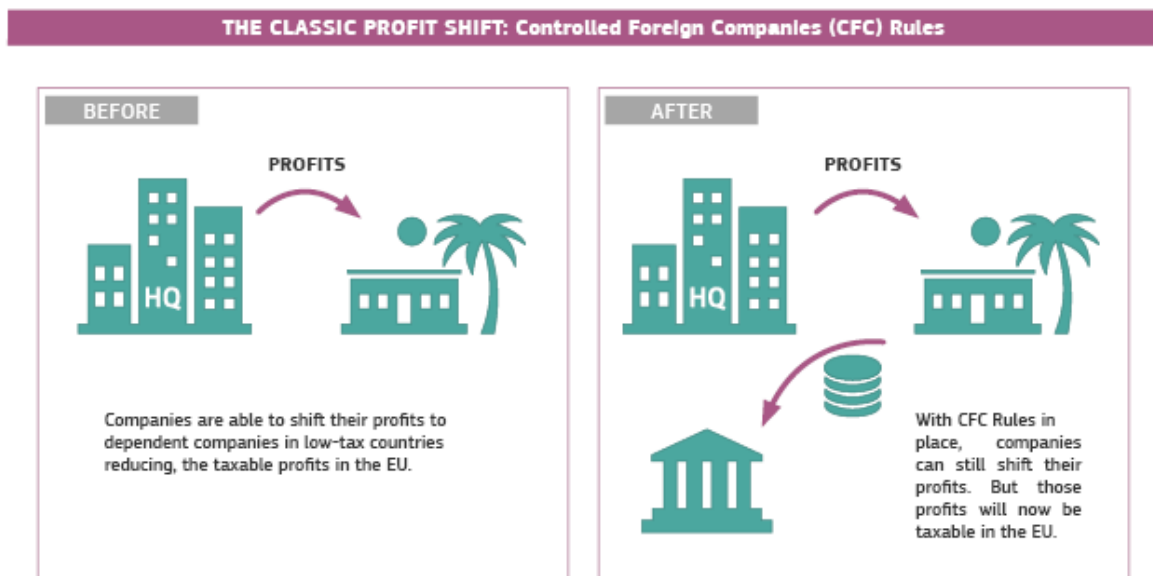 THE CLASSIC PROFIT SHIFT: Controlled Foreign Companies (CFC) Rules
BEFORE
PROFITS
HQ
Companies are able to shift their profits to
dependent companies in low-tax countries
reducing, the taxable profits in the EU.
AFTER
PROFITS
HQ
With CFC Rules in
place, companies
can still shift their
profits. But those
profits will now be
taxable in the EU.